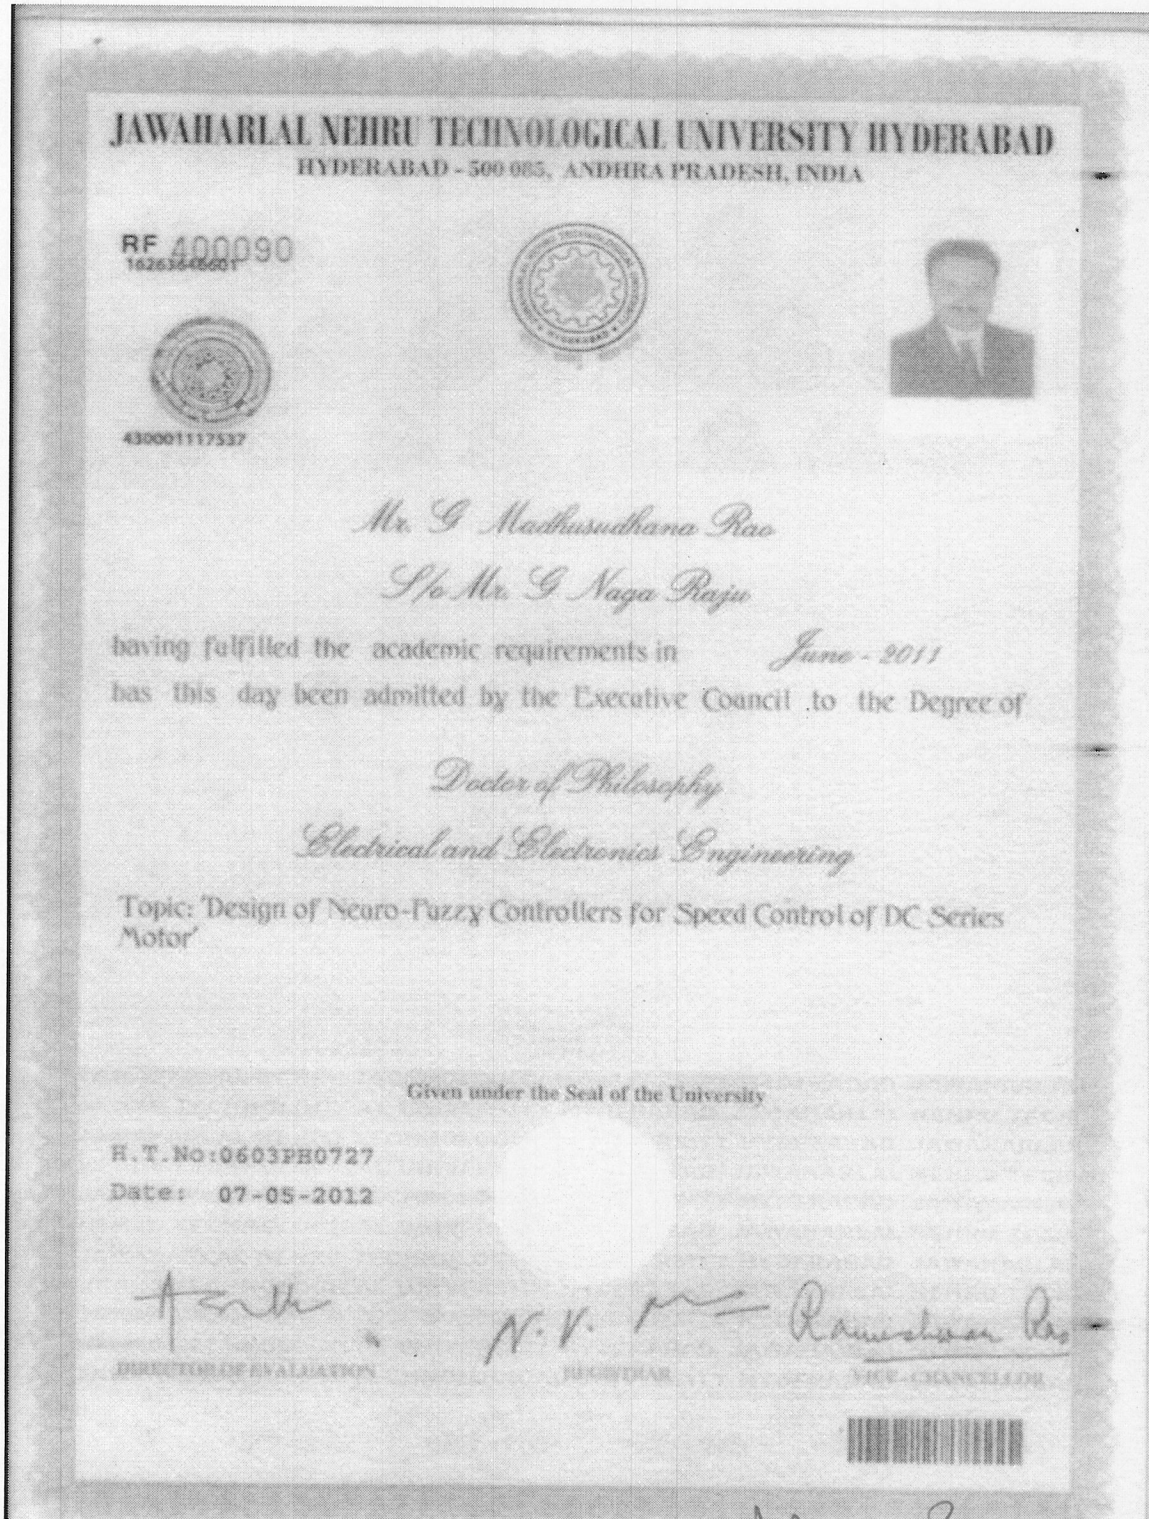 JAWAHARLAL NEHRU TECHNOLOGICAL UNIVERSITY HYDERABAD
HYDERABAD - 500 085, ANDHRA PRADESH, INDIA
RF 400090
16263646601
430001117537
Mr. G Madhusudhana Rao
S/o Mr. G Naga Raju
having fulfilled the academic requirements in June - 2011
has this day been admitted by the Executive Council to the Degree of
Doctor of Philosophy
Electrical and Electronics Engineering
Topic: 'Design of Neuro-Fuzzy Controllers for Speed Control of DC Series
Motor'
Given under the Seal of the University
H.T.No:0603PH0727
Date: 07-05-2012
N. V.
Rameshwar Rao
DIRECTOR OF EVALUATION REGISTRAR VICE-CHANCELLOR